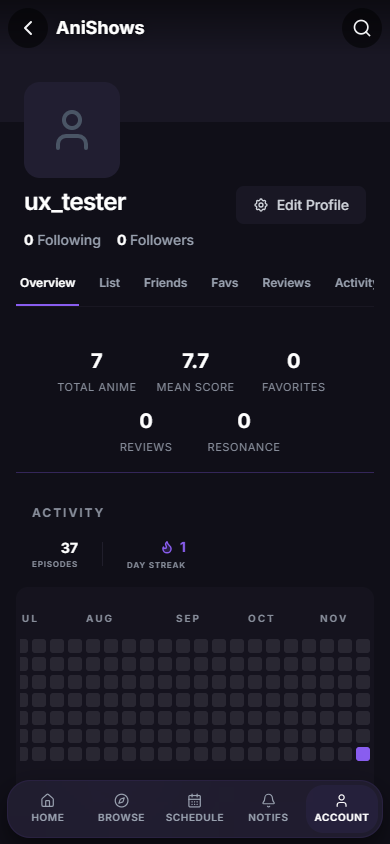 AniShows
ux_tester
Edit Profile
0 Following 0 Followers
Overview List Friends Favs Reviews Activity
7 7.7 0
TOTAL ANIME MEAN SCORE FAVORITES
0 0
REVIEWS RESONANCE
ACTIVITY
37 1
EPISODES DAY STREAK
UL AUG SEP OCT NOV
HOME BROWSE SCHEDULE NOTIFS ACCOUNT